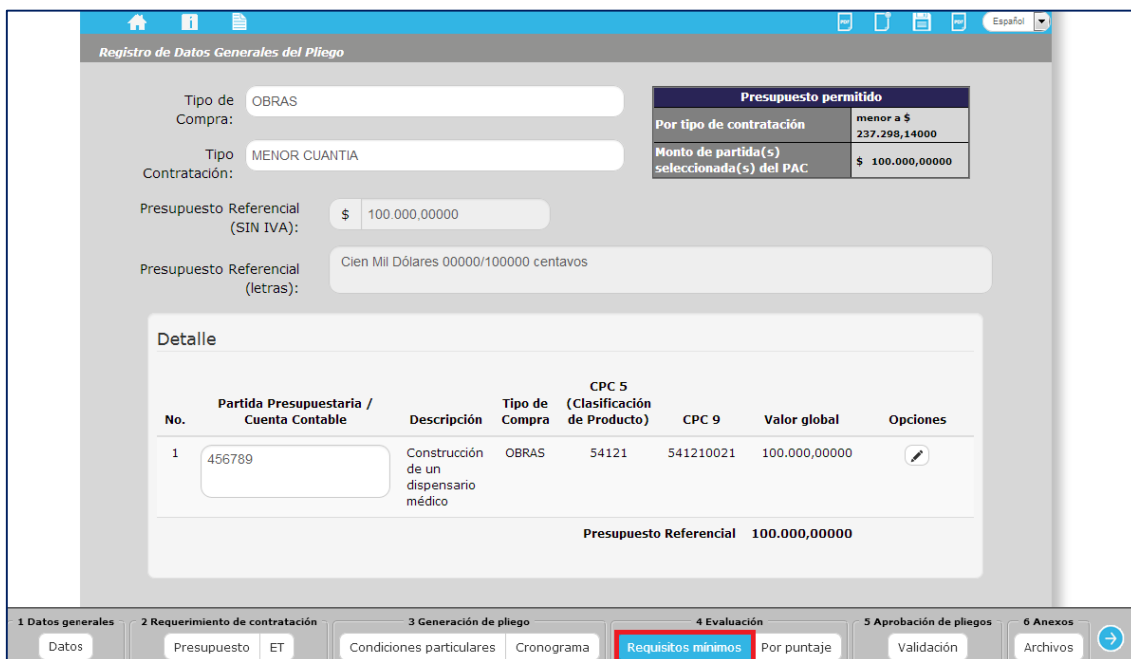 Español
Registro de Datos Generales del Pliego
Tipo de
Compra:
OBRAS
Tipo
Contratación:
MENOR CUANTIA
Presupuesto permitido
Por tipo de contratación
menor a $
237.298,14000
Monto de partida(s)
seleccionada(s) del PAC
$ 100.000,00000
Presupuesto Referencial
(SIN IVA):
$ 100.000,00000
Presupuesto Referencial
(letras):
Cien Mil Dólares 00000/100000 centavos
Detalle
No.
Partida Presupuestaria /
Cuenta Contable
Descripción
Tipo de
Compra
CPC 5
(Clasificación
de Producto)
CPC 9
Valor global
Opciones
1
456789
Construcción
de un
dispensario
médico
OBRAS
54121
541210021
100.000,00000
Presupuesto Referencial 100.000,00000
1 Datos generales
2 Requerimiento de contratación
3 Generación de pliego
4 Evaluación
5 Aprobación de pliegos
6 Anexos
Datos
Presupuesto
ET
Condiciones particulares
Cronograma
Requisitos mínimos
Por puntaje
Validación
Archivos